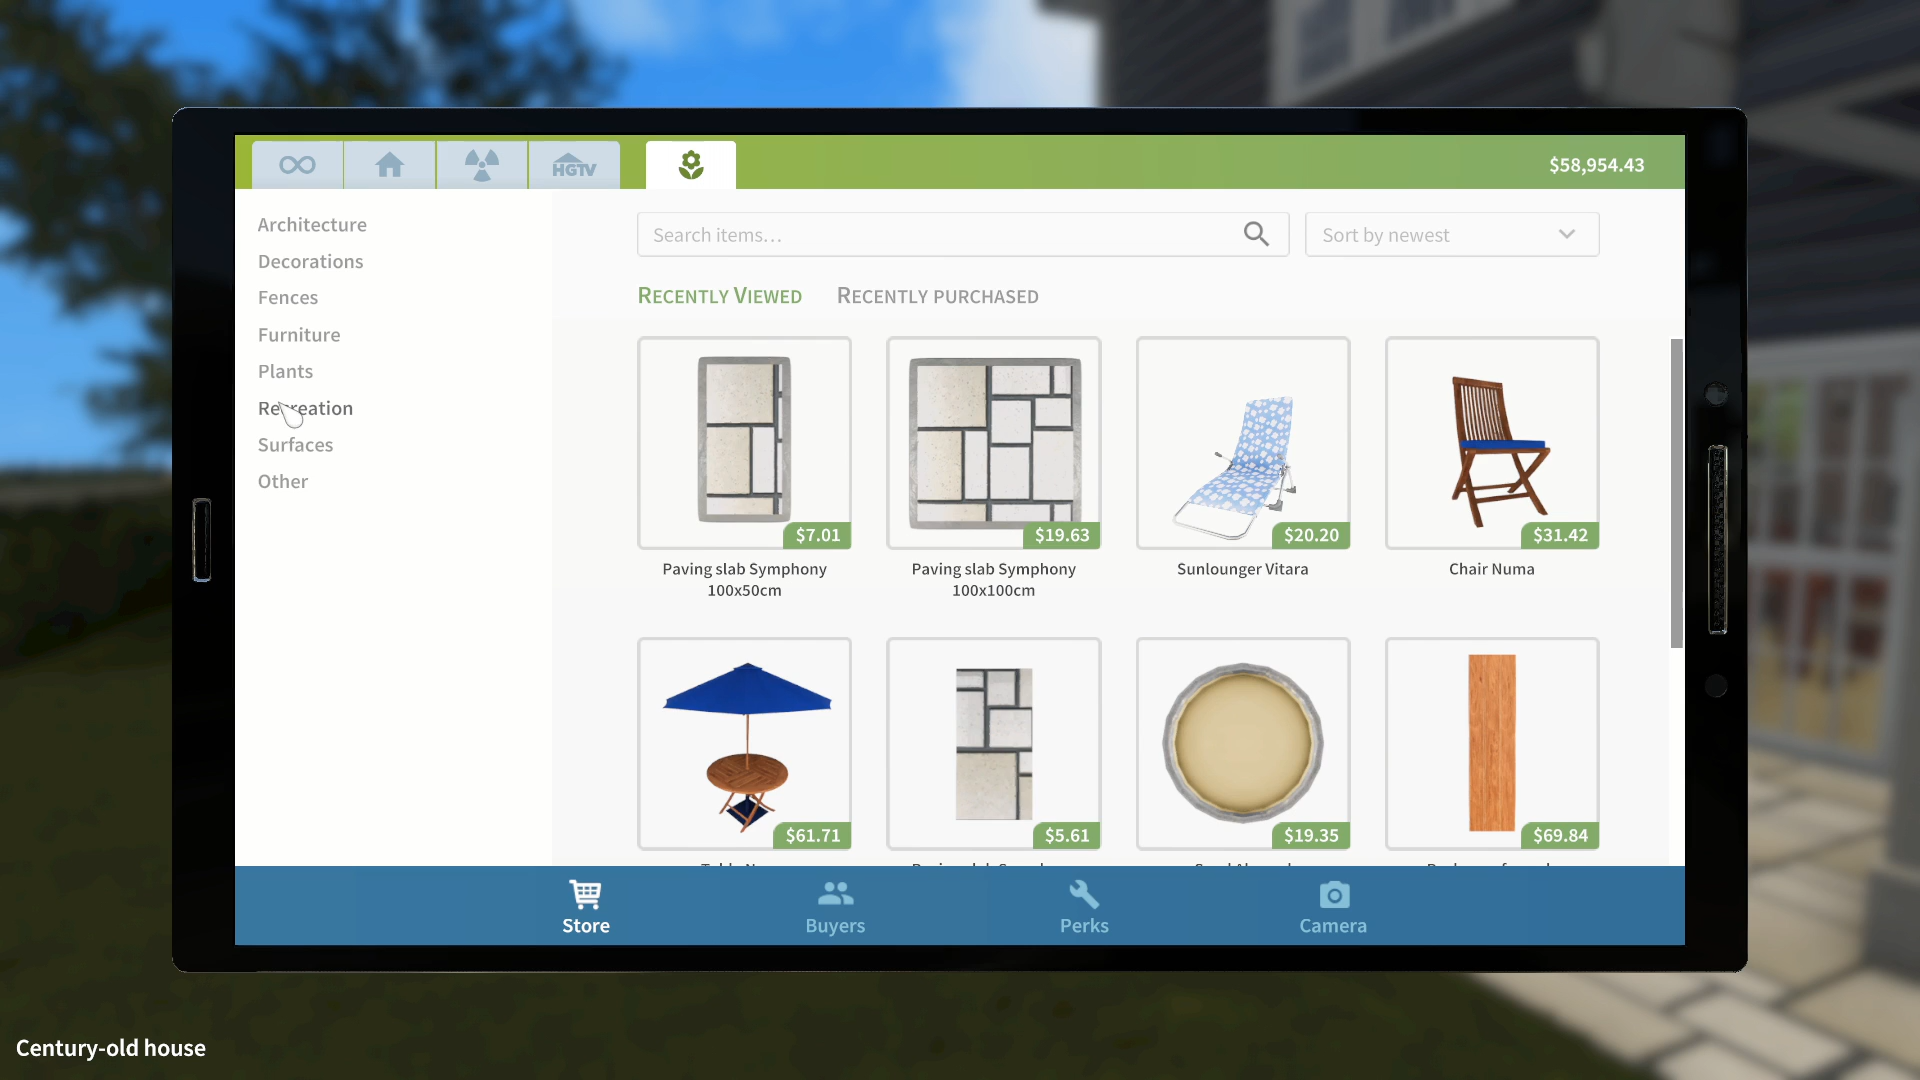 HGTV
$58,954.43
Architecture
Decorations
Fences
Furniture
Plants
Recreation
Surfaces
Other
Search items...
Sort by newest
RECENTLY VIEWED
RECENTLY PURCHASED
$7.01
$19.63
$20.20
$31.42
Paving slab Symphony
100x50cm
Paving slab Symphony
100x100cm
Sunlounger Vitara
Chair Numa
$61.71
$5.61
$19.35
$69.84
Store
Buyers
Perks
Camera
Century-old house